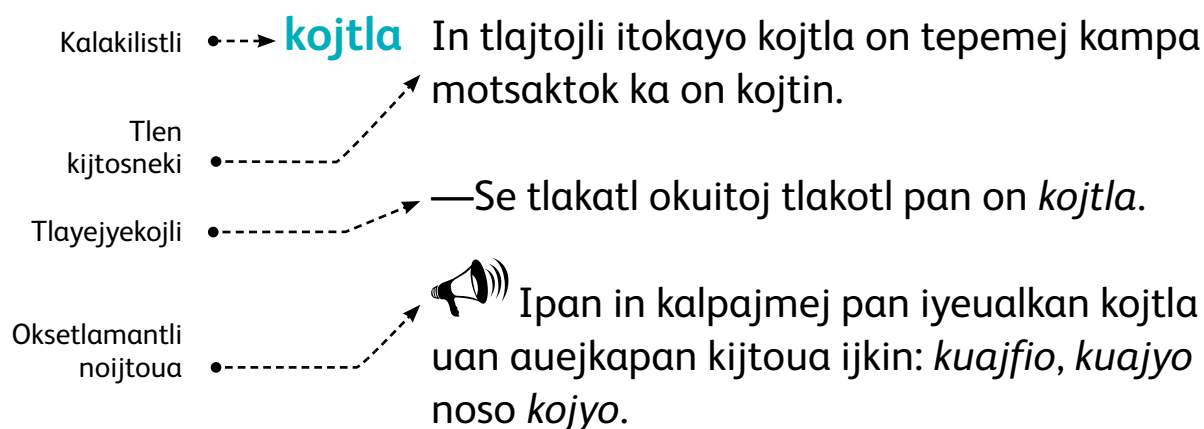 Kalakilistli
kojtla In tlajtojli itokayo kojtla on tepemej kampa
motsaktok ka on kojtin.
Tlen
kijtosneki
—Se tlakatl okuitoj tlakotl pan on kojtla.
Tlayejyekojli
Ipan in kalpajmej pan iyeualkan kojtla
uan auejkapan kijtoua ijkin: kuajfio, kuajyo
noso kojyo.
Oksetlamantli
noijtoua